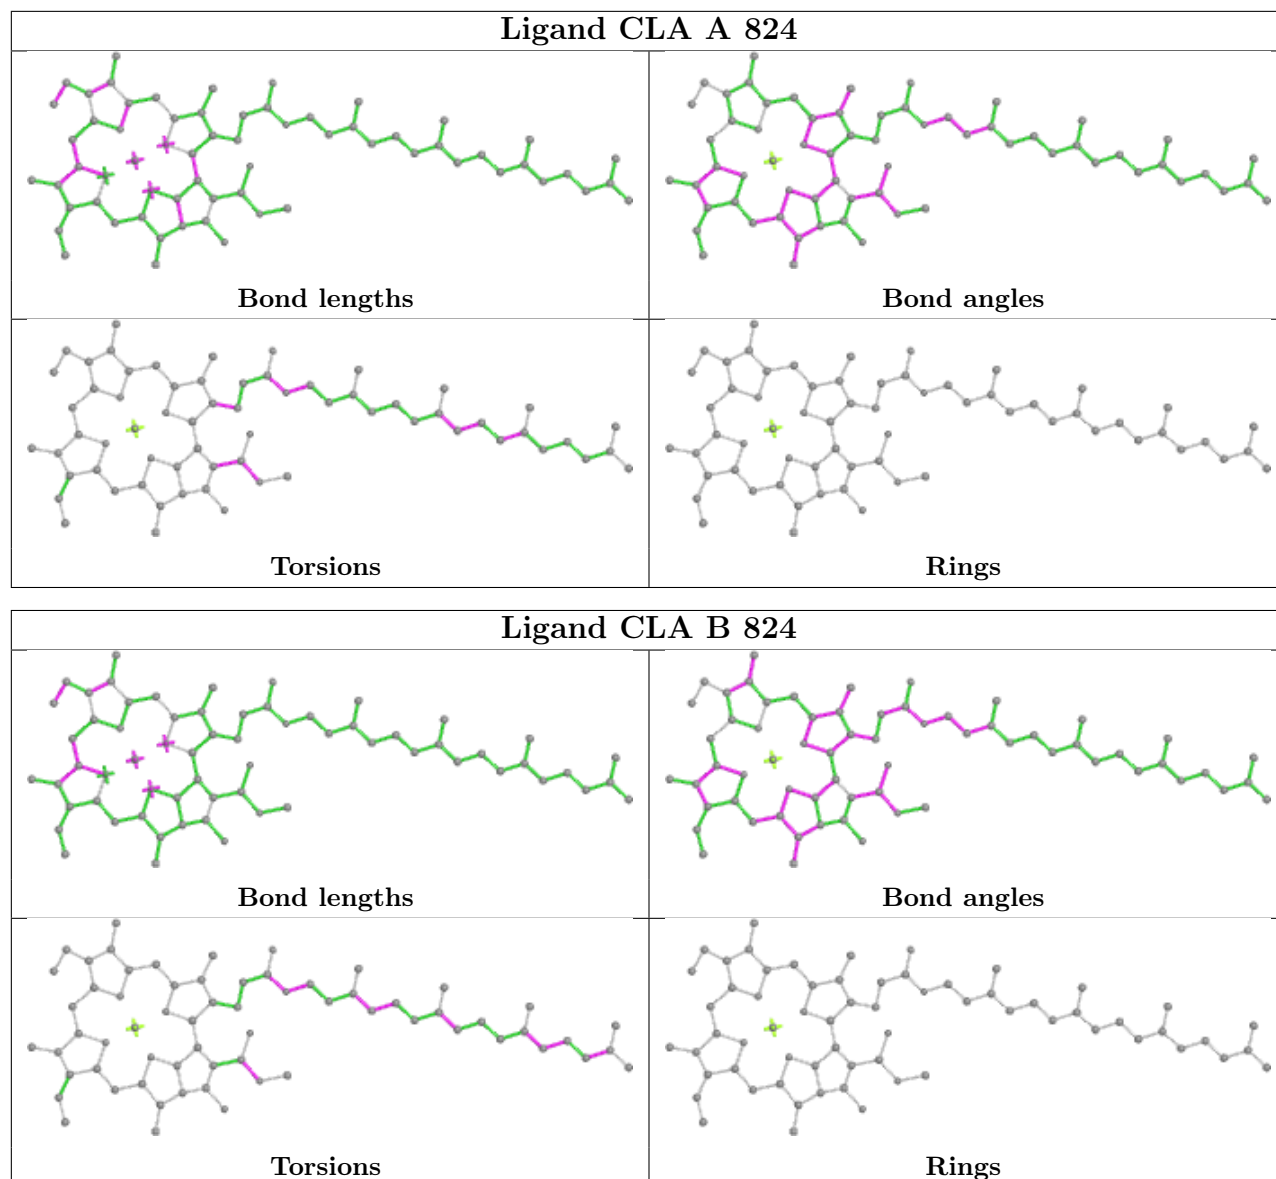 Ligand CLA A 824
Bond lengths
Bond angles
Torsions
Rings
Ligand CLA B 824
Bond lengths
Bond angles
Torsions
Rings